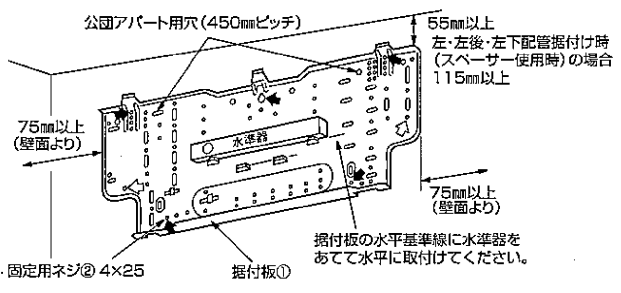 公団アパート用穴(450㎜ピッチ)
55㎜以上
左・左後・左下配管据付け時
(スペーサー使用時)の場合
115㎜以上
75㎜以上
(壁面より)
水準器
75㎜以上
(壁面より)
据付板の水平基準線に水準器を
あてて水平に取付けてください。
固定用ネジ② 4×25
据付板①